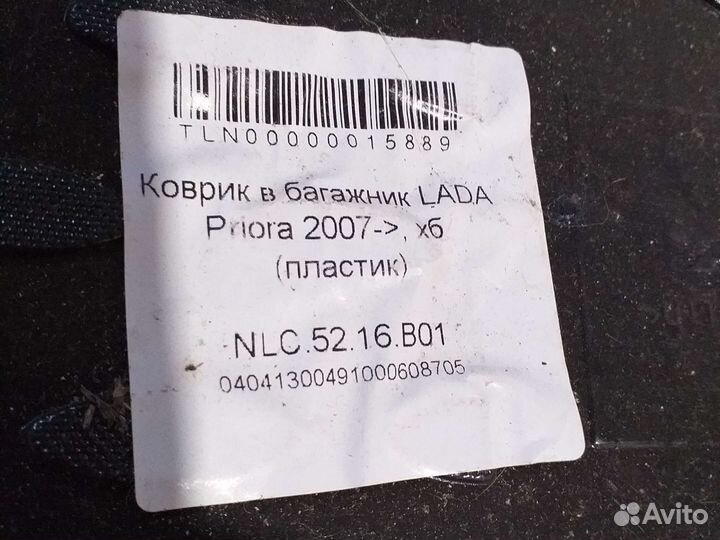 TLN00000015889
Коврик в багажник LADA
Priora 2007->, хб
(пластик)
NLC.52.16.B01
04041300491000608705
Avito